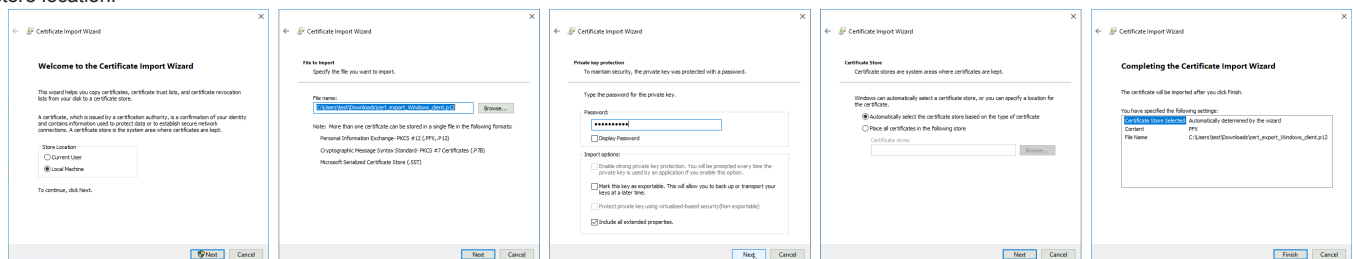 Certificate Import Wizard
Welcome to the Certificate Import Wizard
This wizard helps you copy certificates, certificate trust lists, and certificate revocation
lists from your disk to a certificate store.
A certificate, which is issued by a certification authority, is a confirmation of your identity
and contains information used to protect data or to establish secure network
connections. A certificate store is the system area where certificates are kept.
Store Location
Current User
Local Machine
To continue, click Next.
Next
Cancel
Certificate Import Wizard
File to Import
Specify the file you want to import.
File name:
C:\Users\test\Downloads\cert_export_Windows_client.p12
Browse...
Note: More than one certificate can be stored in a single file in the following formats:
Personal Information Exchange- PKCS #12 (.PFX,.P12)
Cryptographic Message Syntax Standard- PKCS #7 Certificates (.P7B)
Microsoft Serialized Certificate Store (.SST)
Next
Cancel
Certificate Import Wizard
Private key protection
To maintain security, the private key was protected with a password.
Type the password for the private key.
Password:
●●●●●●●●●●
Display Password
Import options:
Enable strong private key protection. You will be prompted every time the
private key is used by an application if you enable this option.
Mark this key as exportable. This will allow you to back up or transport your
keys at a later time.
Protect private key using virtualized-based security(Non-exportable)
Include all extended properties.
Next
Cancel
Certificate Import Wizard
Certificate Store
Certificate stores are system areas where certificates are kept.
Windows can automatically select a certificate store, or you can specify a location for
the certificate.
Automatically select the certificate store based on the type of certificate
Place all certificates in the following store
Certificate store:
Browse...
Next
Cancel
Certificate Import Wizard
Completing the Certificate Import Wizard
The certificate will be imported after you click Finish.
You have specified the following settings:
Certificate Store Selected Automatically determined by the wizard
Content PFX
File Name C:\Users\test\Downloads\cert_export_Windows_client.p12
Finish
Cancel